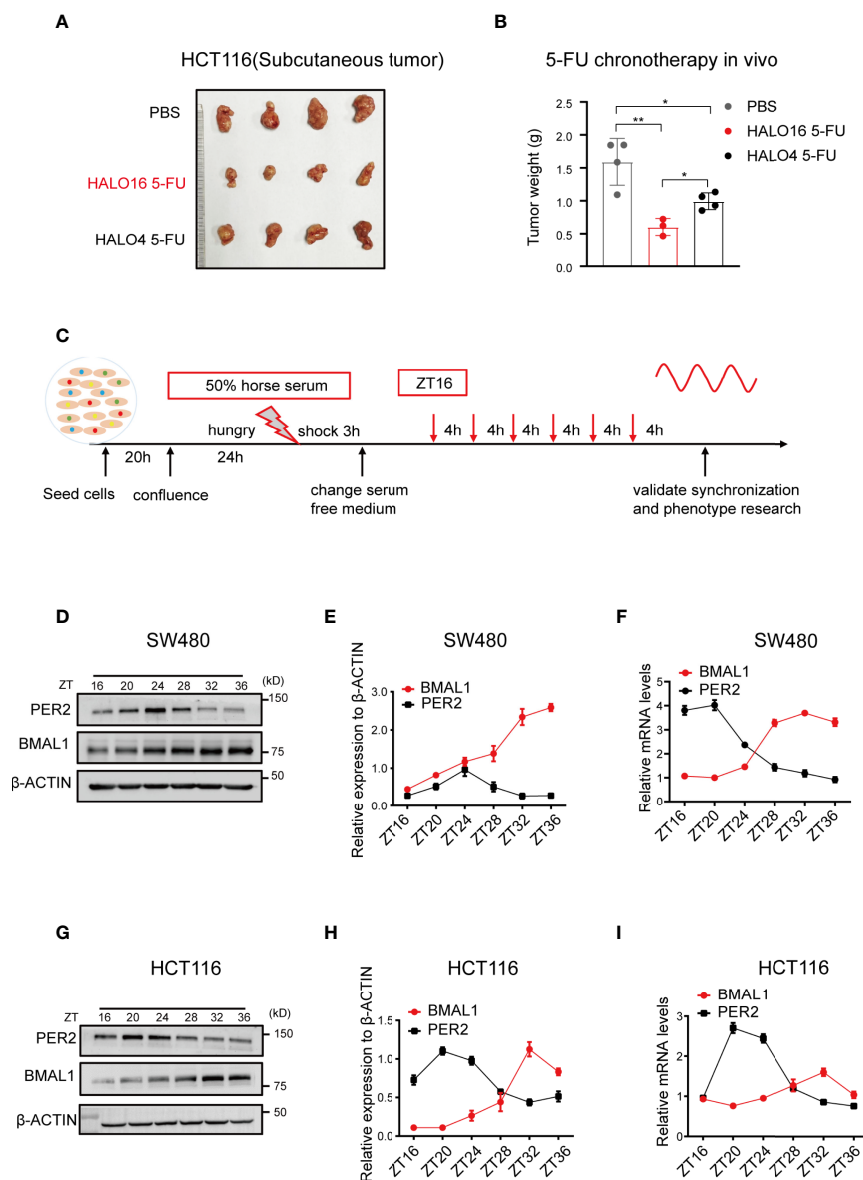 A
HCT116(Subcutaneous tumor)
PBS
HALO16 5-FU
HALO4 5-FU
B
5-FU chronotherapy in vivo
PBS
HALO16 5-FU
HALO4 5-FU
*
**
*
Tumor weight (g)
2.5
2.0
1.5
1.0
0.5
0.0
C
50% horse serum
ZT16
hungry
shock 3h
4h 4h 4h 4h 4h 4h
20h
24h
Seed cells
confluence
change serum
free medium
validate synchronization
and phenotype research
D
SW480
ZT 16 20 24 28 32 36 (kD)
PER2
150
BMAL1
75
β-ACTIN
50
E
SW480
BMAL1
PER2
Relative expression to β-ACTIN
3.0
2.0
1.0
0.0
ZT16 ZT20 ZT24 ZT28 ZT32 ZT36
F
SW480
BMAL1
PER2
Relative mRNA levels
5
4
3
2
1
0
ZT16 ZT20 ZT24 ZT28 ZT32 ZT36
G
HCT116
ZT 16 20 24 28 32 36 (kD)
PER2
150
BMAL1
75
β-ACTIN
50
H
HCT116
BMAL1
PER2
Relative expression to β-ACTIN
1.5
1.0
0.5
0.0
ZT16 ZT20 ZT24 ZT28 ZT32 ZT36
I
HCT116
BMAL1
PER2
Relative mRNA levels
3
2
1
0
ZT16 ZT20 ZT24 ZT28 ZT32 ZT36